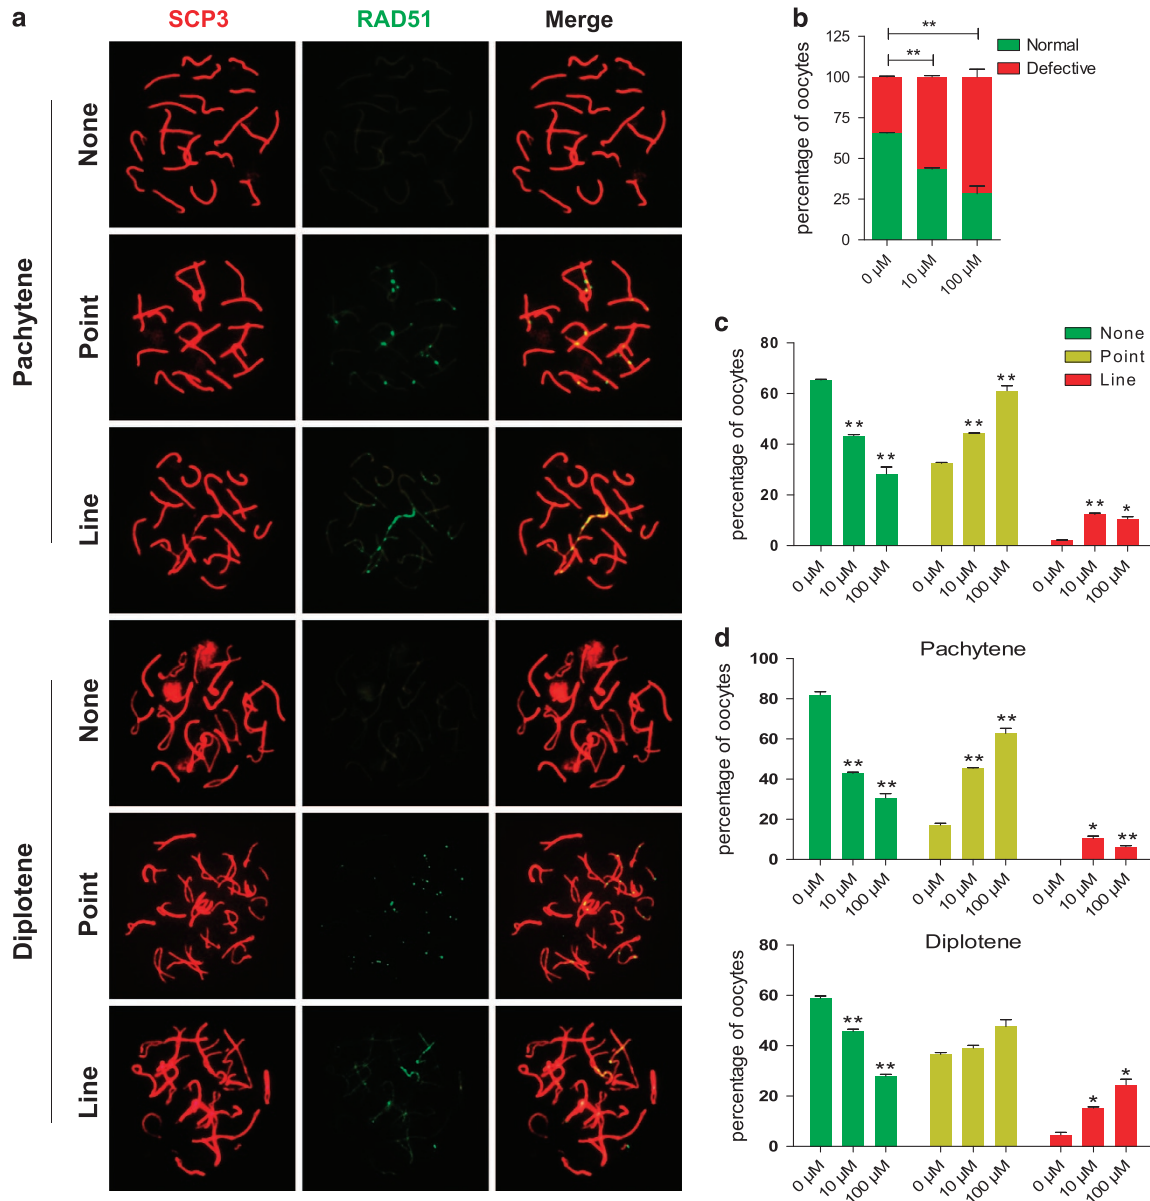 a
SCP3 RAD51 Merge
Pachytene
None
Point
Line
Diplotene
None
Point
Line
b
percentage of oocytes
125
100
75
50
25
0
** 
**
Normal
Defective
0 µM 10 µM 100 µM
c
percentage of oocytes
80
60
40
20
0
None
Point
Line
** ** ** ** ** *
0 µM 10 µM 100 µM 0 µM 10 µM 100 µM 0 µM 10 µM 100 µM
d
Pachytene
percentage of oocytes
100
80
60
40
20
0
** ** ** ** * **
0 µM 10 µM 100 µM 0 µM 10 µM 100 µM 0 µM 10 µM 100 µM
Diplotene
percentage of oocytes
80
60
40
20
0
** ** * *
0 µM 10 µM 100 µM 0 µM 10 µM 100 µM 0 µM 10 µM 100 µM